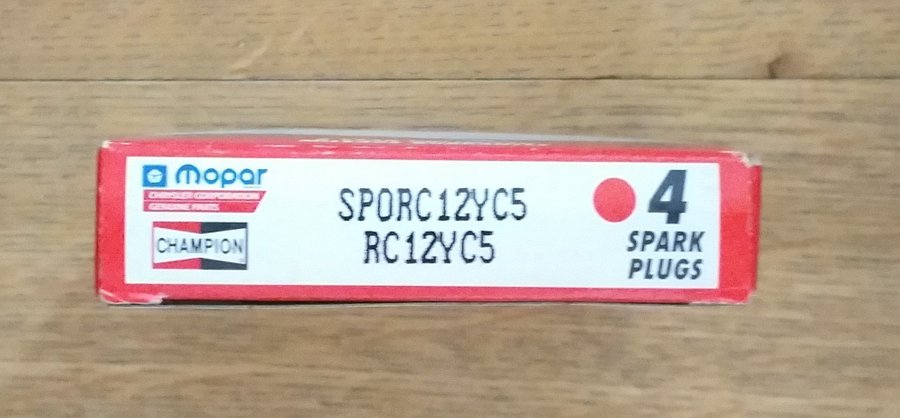 Mopar
CHRYSLER CORPORATION
GENUINE PARTS
CHAMPION
SPORC12YC5
RC12YC5
4
SPARK
PLUGS